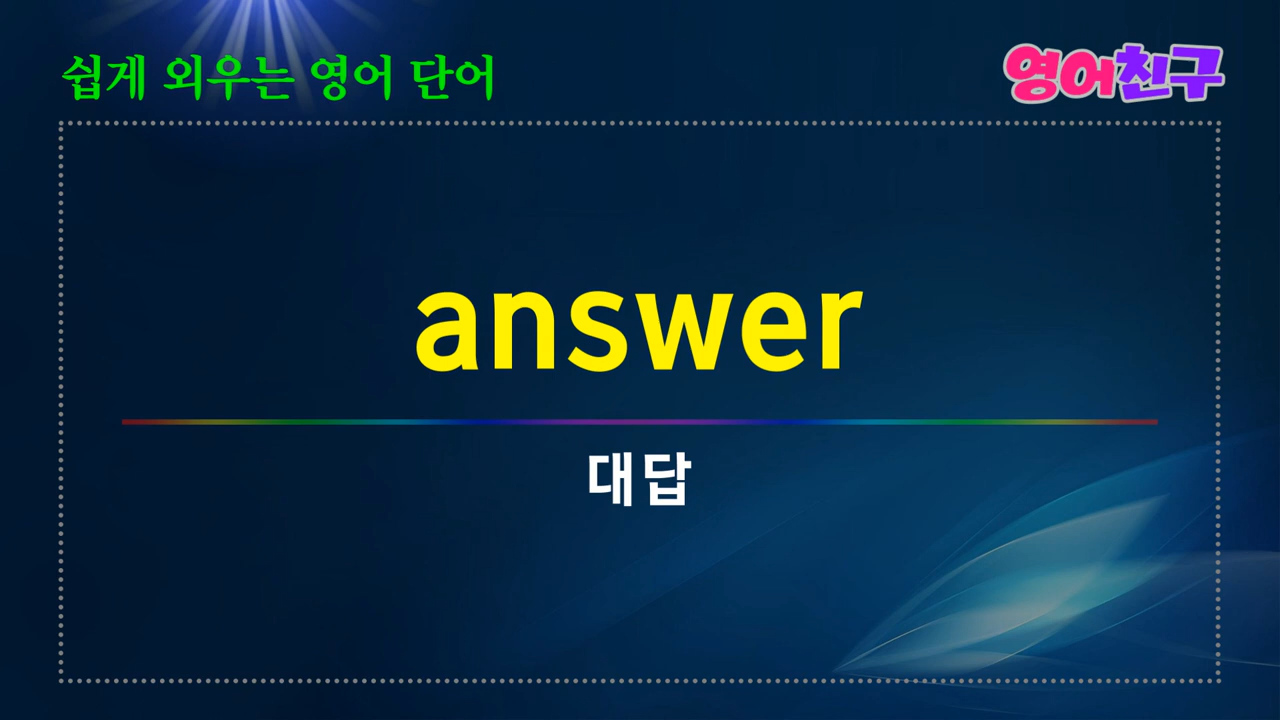 쉽게 외우는 영어 단어
영어친구
answer
대답